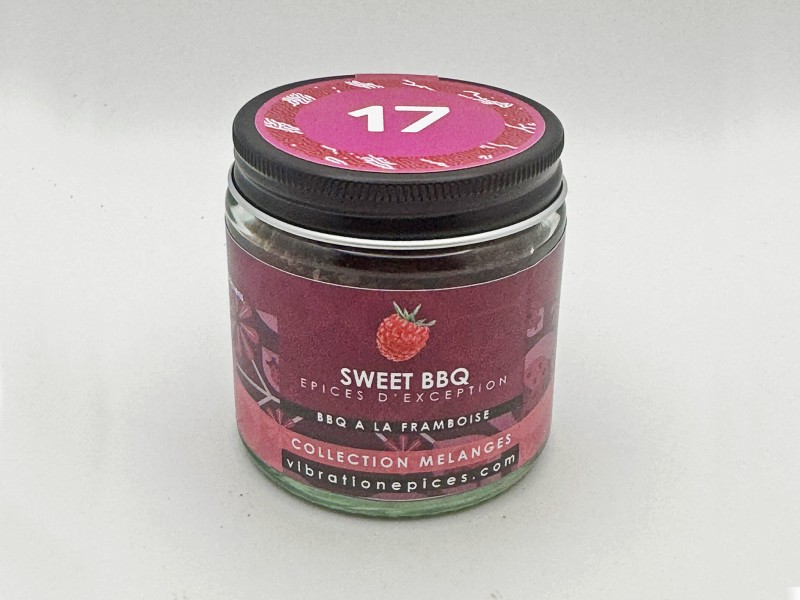 17
SWEET BBQ
EPICES D'EXCEPTION
BBQ A LA FRAMBOISE
COLLECTION MELANGES
vibrationepices.com